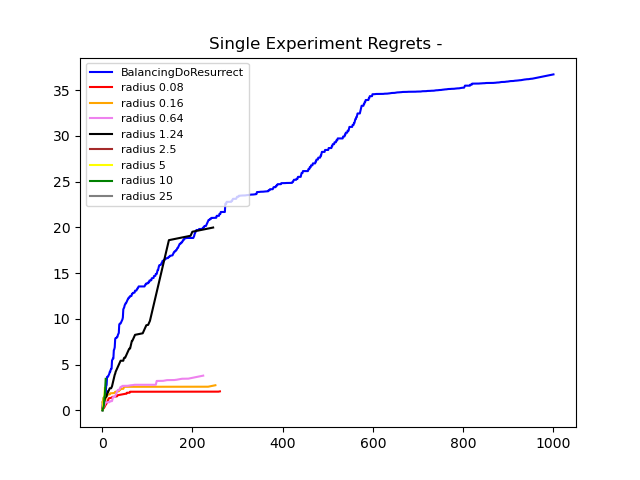 Single Experiment Regrets -
BalancingDoResurrect
radius 0.08
radius 0.16
radius 0.64
radius 1.24
radius 2.5
radius 5
radius 10
radius 25
35
30
25
20
15
10
5
0
0 200 400 600 800 1000